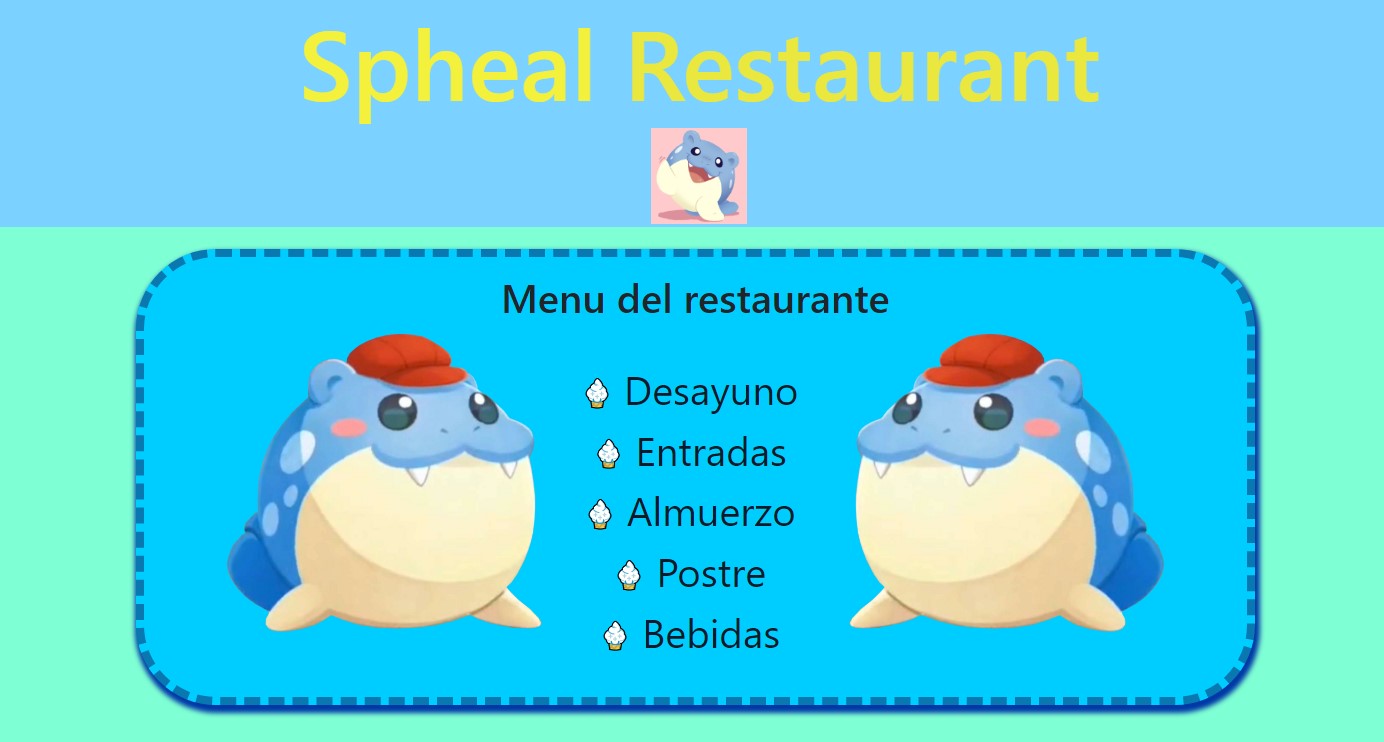 Spheal Restaurant
Menu del restaurante
Desayuno
Entradas
Almuerzo
Postre
Bebidas